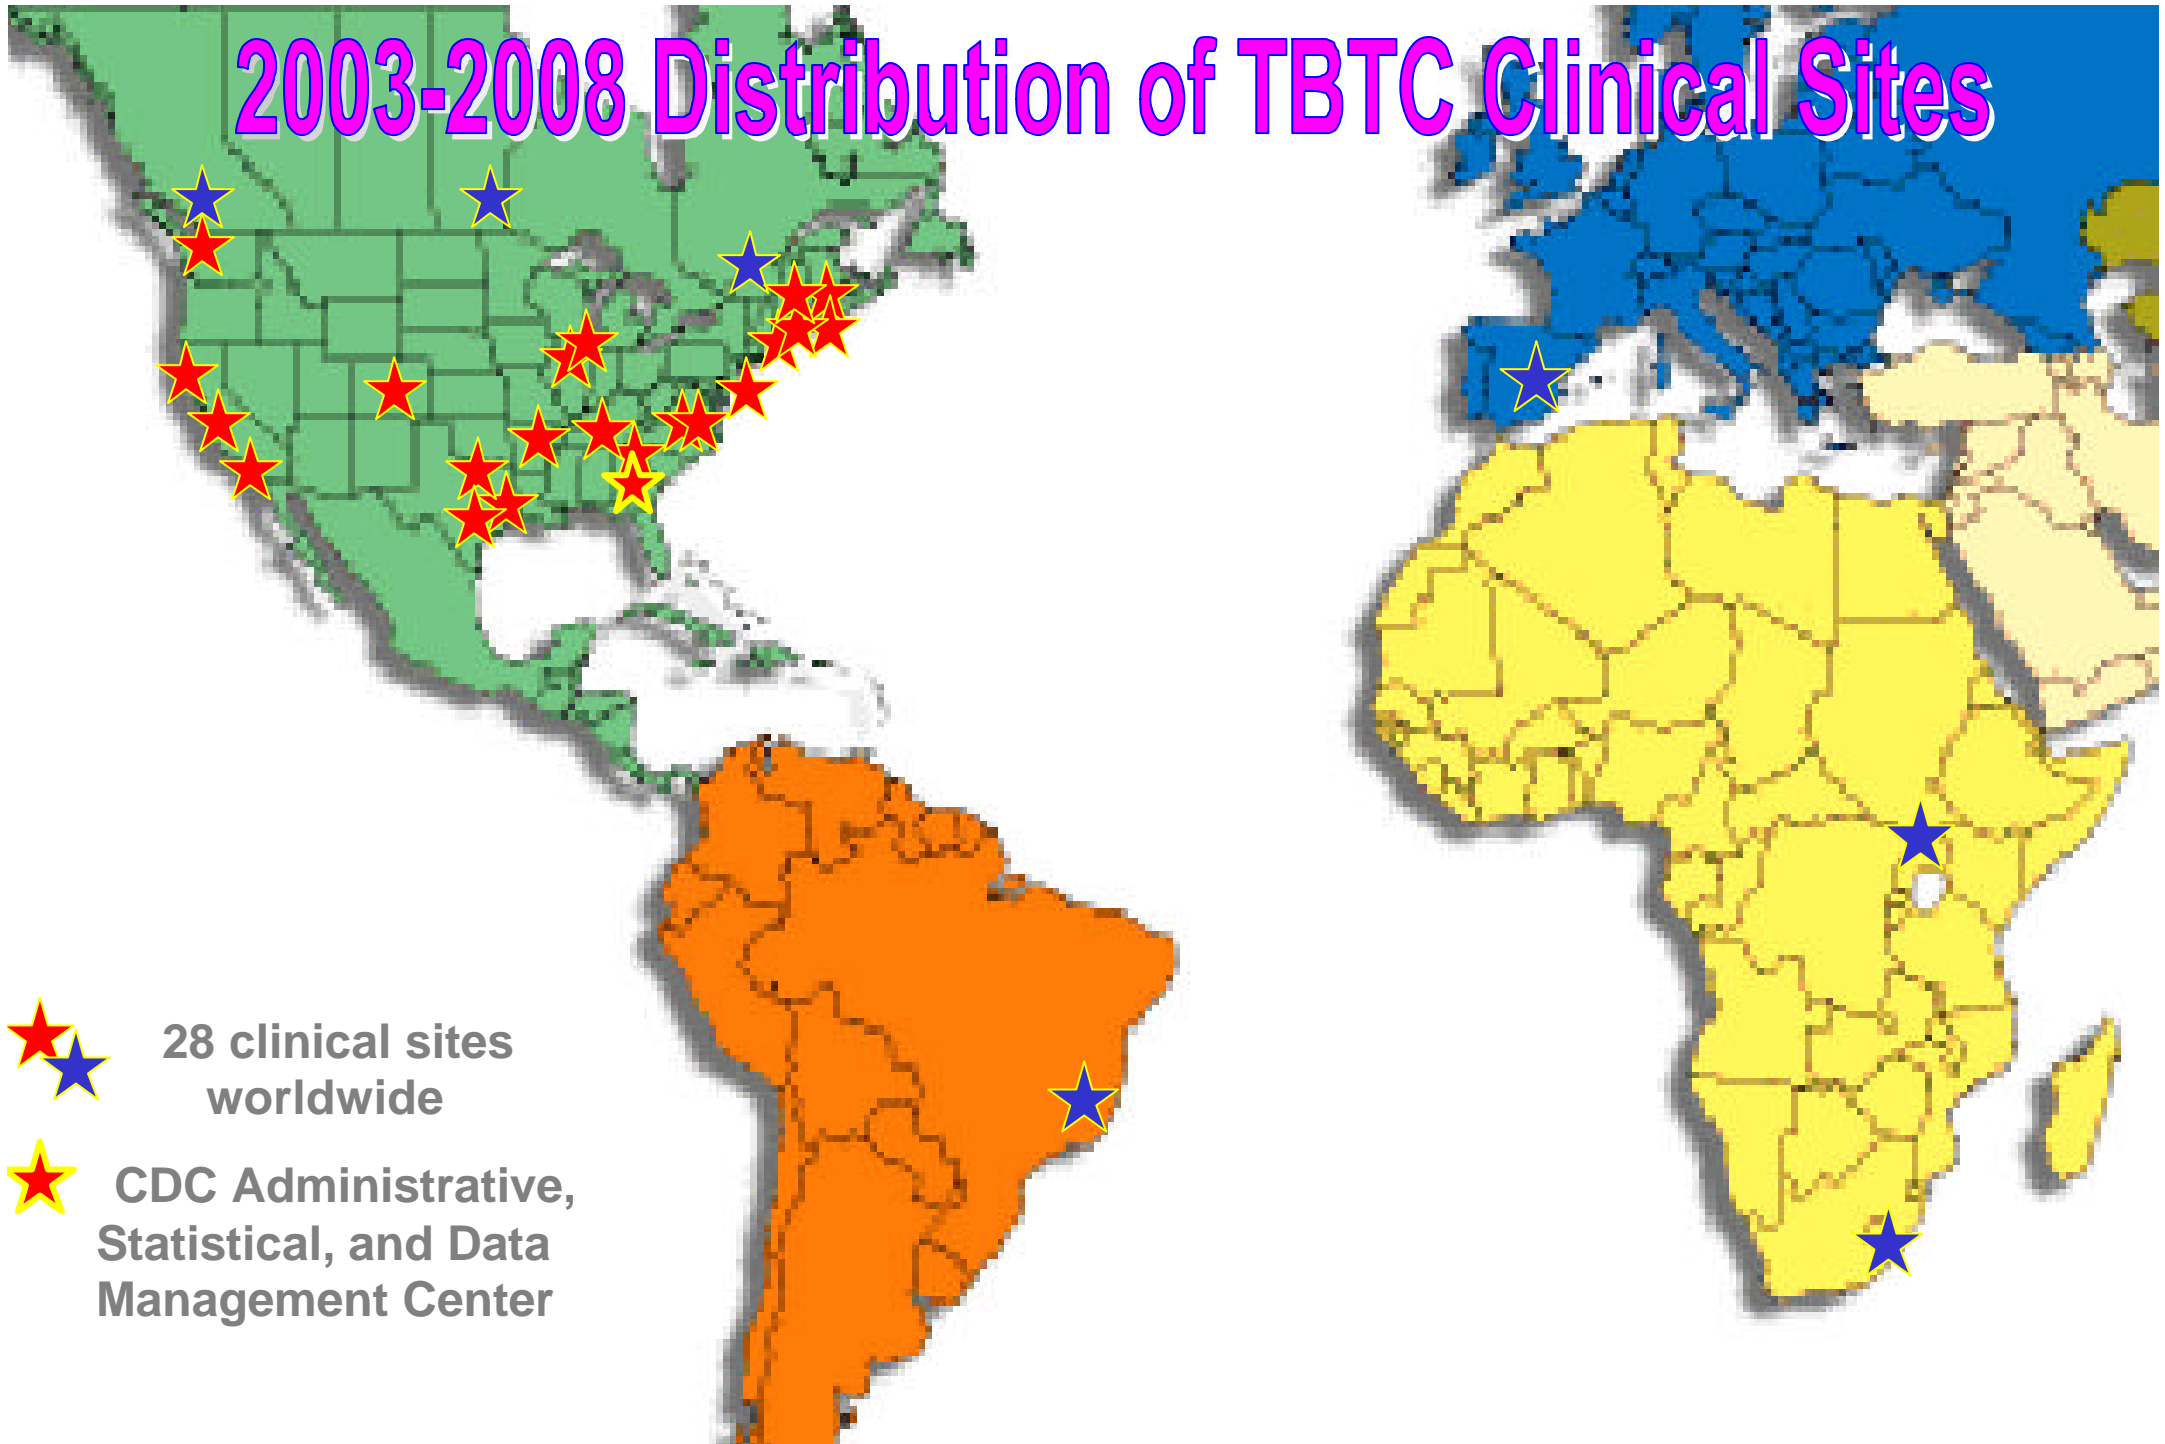 2003-2008 Distribution of TBTC Clinical Sites
28 clinical sites
worldwide
CDC Administrative,
Statistical, and Data
Management Center